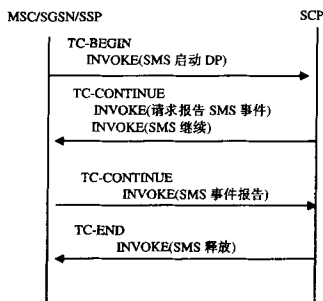 MSC/SGSN/SSP SCP
TC-BEGIN
INVOKE(SMS 启动 DP)
TC-CONTINUE
INVOKE(请求报告 SMS 事件)
INVOKE(SMS 继续)
TC-CONTINUE
INVOKE(SMS 事件报告)
TC-END
INVOKE(SMS 释放)